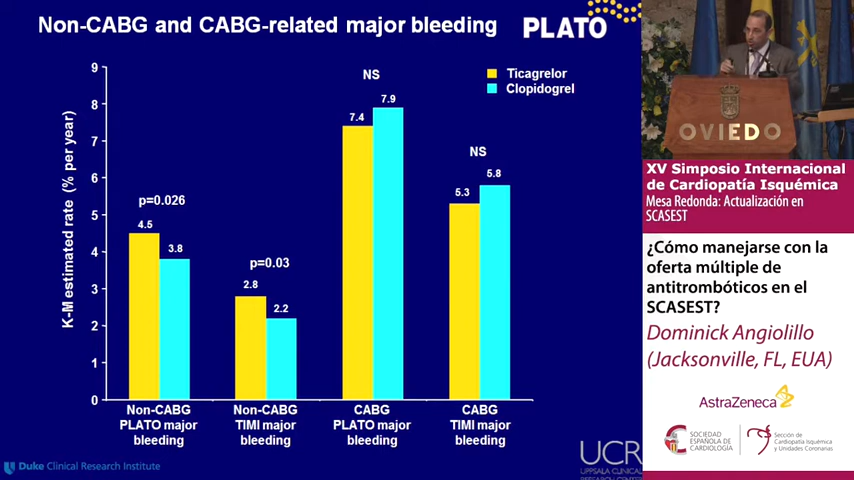 Non-CABG and CABG-related major bleeding
PLATO
K-M estimated rate (% per year)
9
8
7
6
5
4
3
2
1
0
Ticagrelor
Clopidogrel
p=0.026
4.5
3.8
p=0.03
2.8
2.2
NS
7.4
7.9
NS
5.3
5.8
Non-CABG
PLATO major
bleeding
Non-CABG
TIMI major
bleeding
CABG
PLATO major
bleeding
CABG
TIMI major
bleeding
Duke Clinical Research Institute
UCR
UPPSALA CLINICAL
RESEARCH CENTER
OVIEDO
XV Simposio Internacional
de Cardiopatía Isquémica
Mesa Redonda: Actualización en
SCASEST
¿Cómo manejarse con la
oferta múltiple de
antitrombóticos en el
SCASEST?
Dominick Angiolillo
(Jacksonville, FL, EUA)
AstraZeneca
SOCIEDAD
ESPAÑOLA DE
CARDIOLOGÍA
Sección de
Cardiopatía Isquémica
y Unidades Coronarias